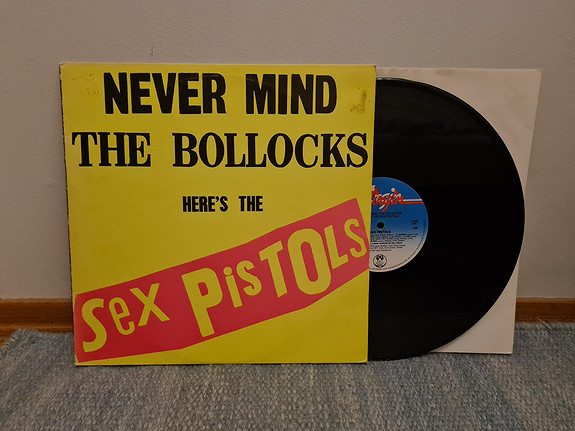 NEVER MIND
THE BOLLOCKS
HERE'S THE
Sex PisTOLS
Virgin